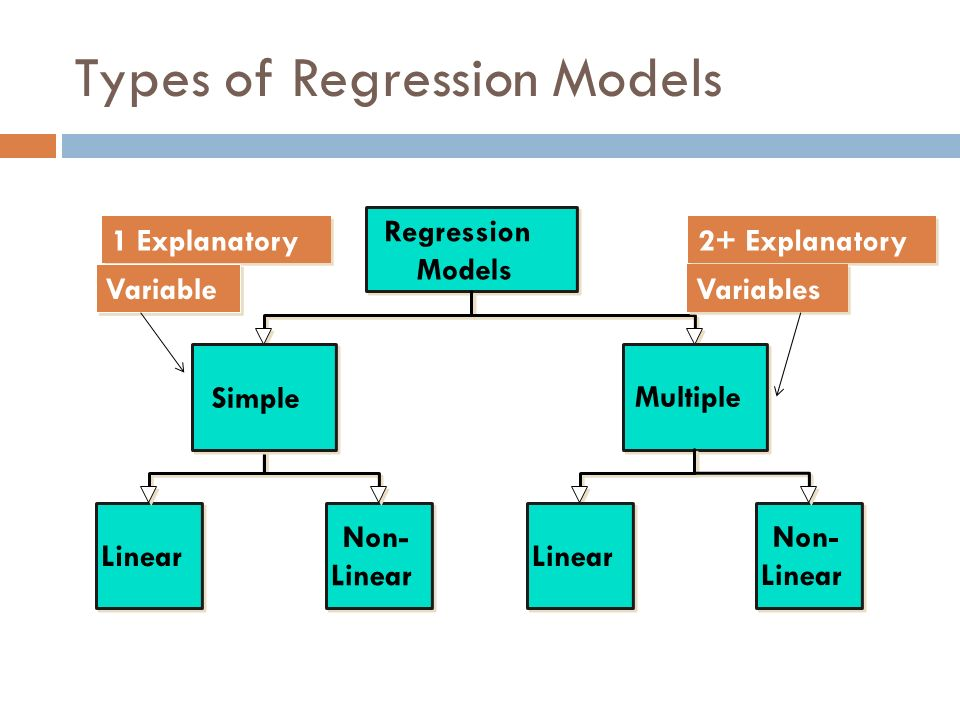 Types of Regression Models
1 Explanatory
Variable
Regression
Models
2+ Explanatory
Variables
Simple
Multiple
Linear
Non-
Linear
Linear
Non-
Linear